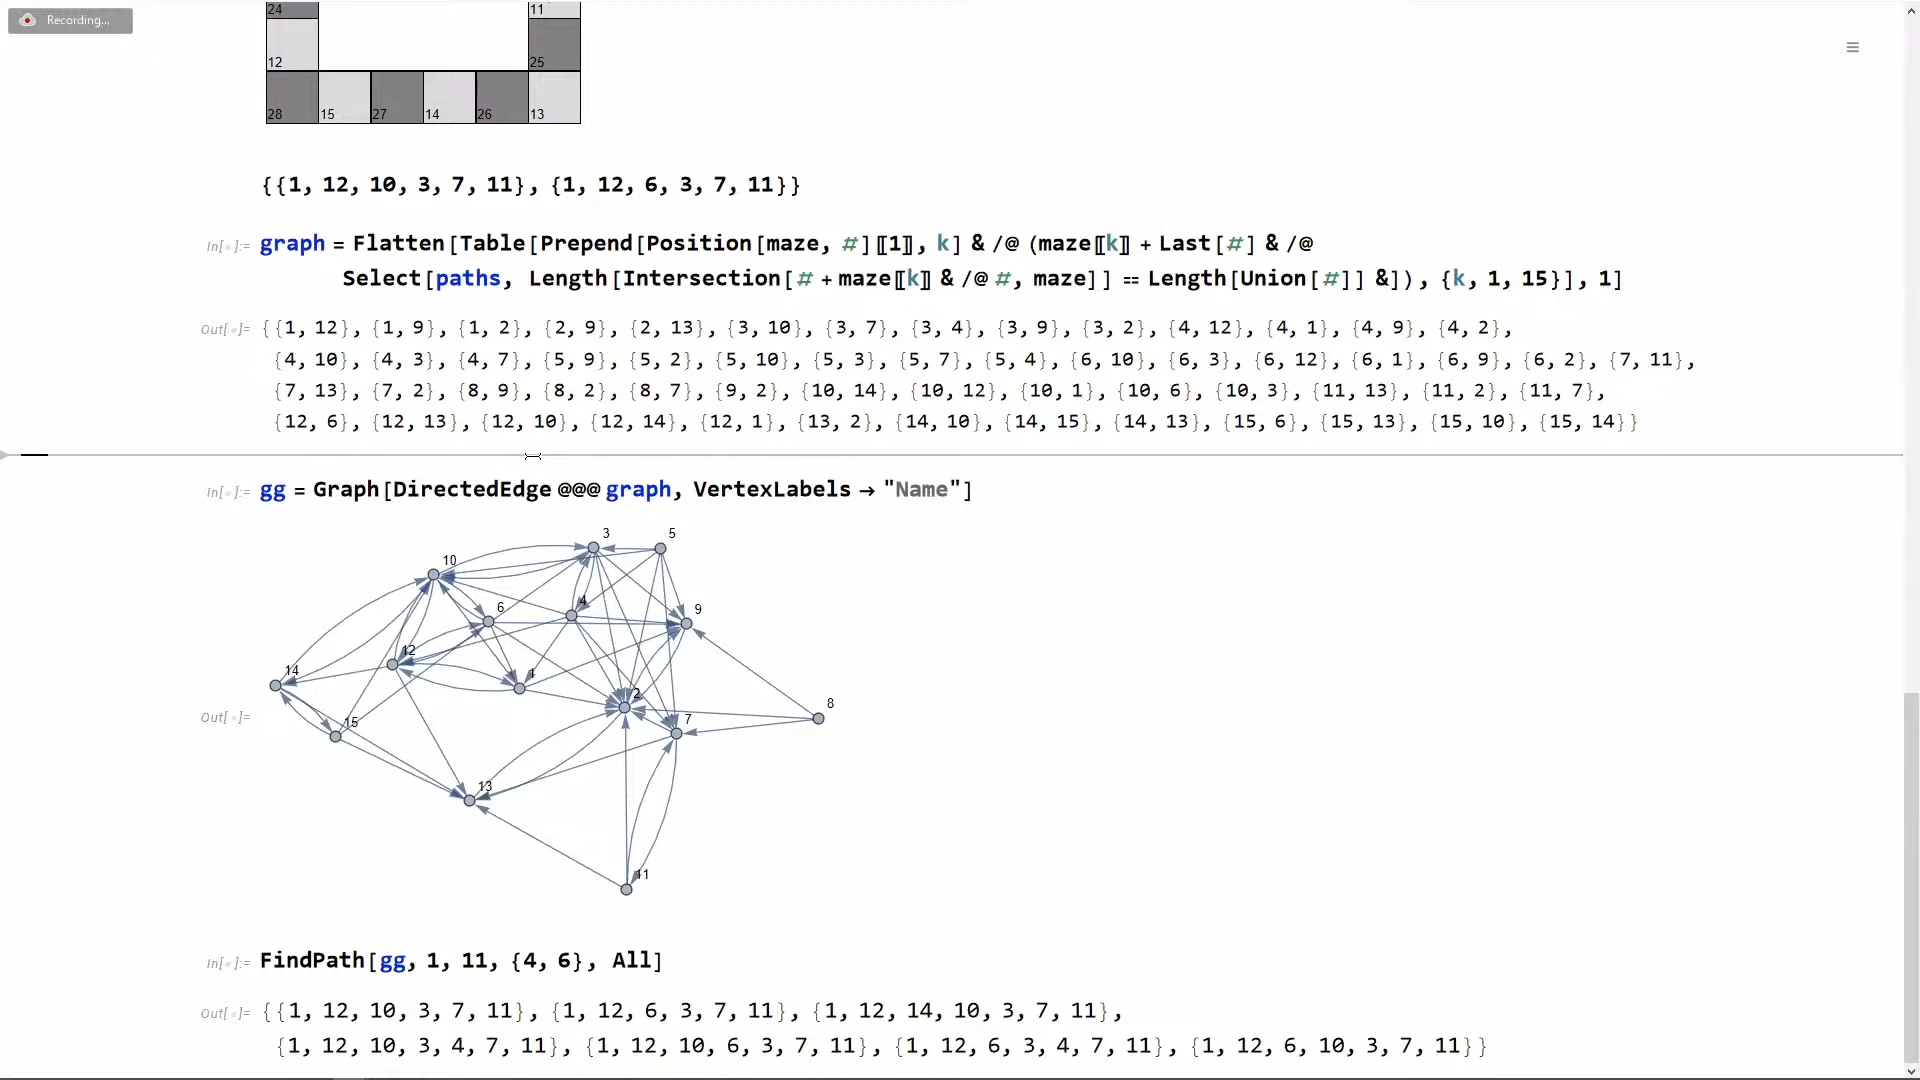 Recording...
24
11
12
25
28 15 27 14 26 13
{{1, 12, 10, 3, 7, 11}, {1, 12, 6, 3, 7, 11}}
In[◦]:= graph = Flatten[Table[Prepend[Position[maze, #]〚1〛, k] & /@ (maze〚k〛 + Last[#] & /@
Select[paths, Length[Intersection[# + maze〚k〛 & /@ #, maze]] == Length[Union[#]] &]), {k, 1, 15}], 1]
Out[◦]= {{1, 12}, {1, 9}, {1, 2}, {2, 9}, {2, 13}, {3, 10}, {3, 7}, {3, 4}, {3, 9}, {3, 2}, {4, 12}, {4, 1}, {4, 9}, {4, 2},
{4, 10}, {4, 3}, {4, 7}, {5, 9}, {5, 2}, {5, 10}, {5, 3}, {5, 7}, {5, 4}, {6, 10}, {6, 3}, {6, 12}, {6, 1}, {6, 9}, {6, 2}, {7, 11},
{7, 13}, {7, 2}, {8, 9}, {8, 2}, {8, 7}, {9, 2}, {10, 14}, {10, 12}, {10, 1}, {10, 6}, {10, 3}, {11, 13}, {11, 2}, {11, 7},
{12, 6}, {12, 13}, {12, 10}, {12, 14}, {12, 1}, {13, 2}, {14, 10}, {14, 15}, {14, 13}, {15, 6}, {15, 13}, {15, 10}, {15, 14}}
In[◦]:= gg = Graph[DirectedEdge @@@ graph, VertexLabels → "Name"]
3
5
10
6
4
9
12
14
1
2
8
7
15
Out[◦]=
13
11
In[◦]:= FindPath[gg, 1, 11, {4, 6}, All]
Out[◦]= {{1, 12, 10, 3, 7, 11}, {1, 12, 6, 3, 7, 11}, {1, 12, 14, 10, 3, 7, 11},
{1, 12, 10, 3, 4, 7, 11}, {1, 12, 10, 6, 3, 7, 11}, {1, 12, 6, 3, 4, 7, 11}, {1, 12, 6, 10, 3, 7, 11}}